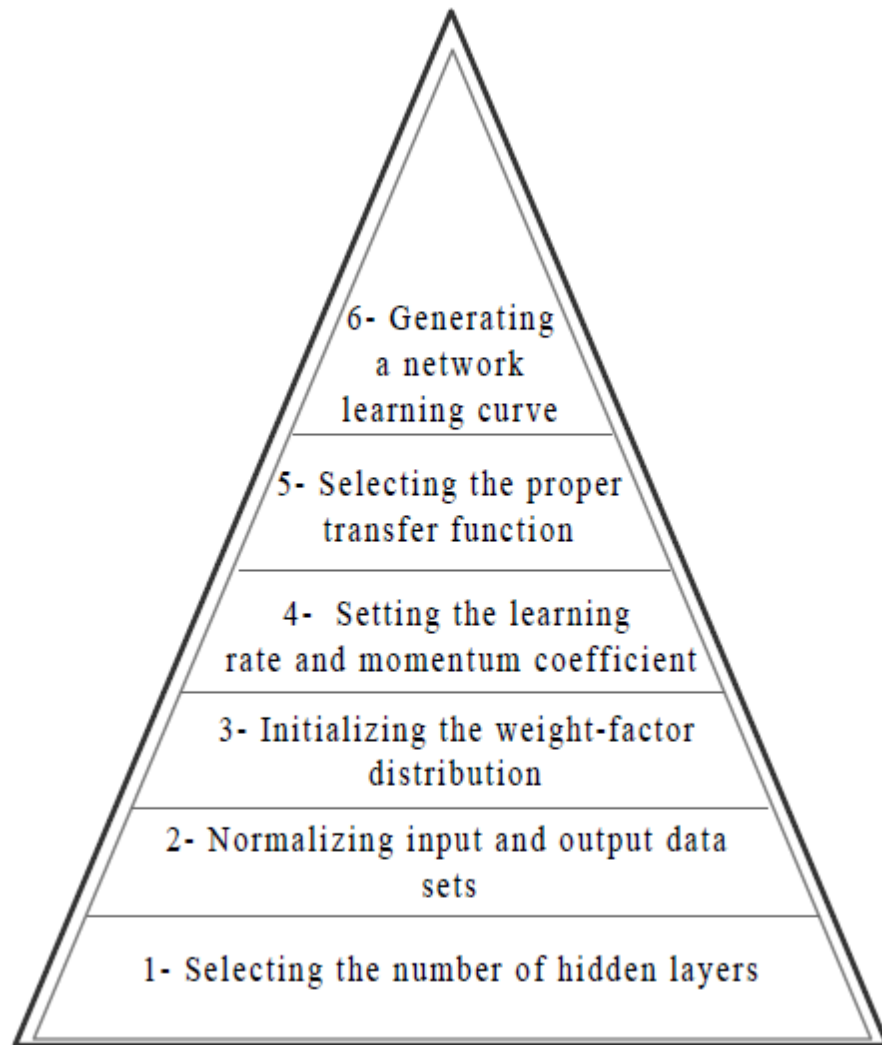 6- Generating
a network
learning curve
5- Selecting the proper
transfer function
4- Setting the learning
rate and momentum coefficient
3- Initializing the weight-factor
distribution
2- Normalizing input and output data
sets
1- Selecting the number of hidden layers